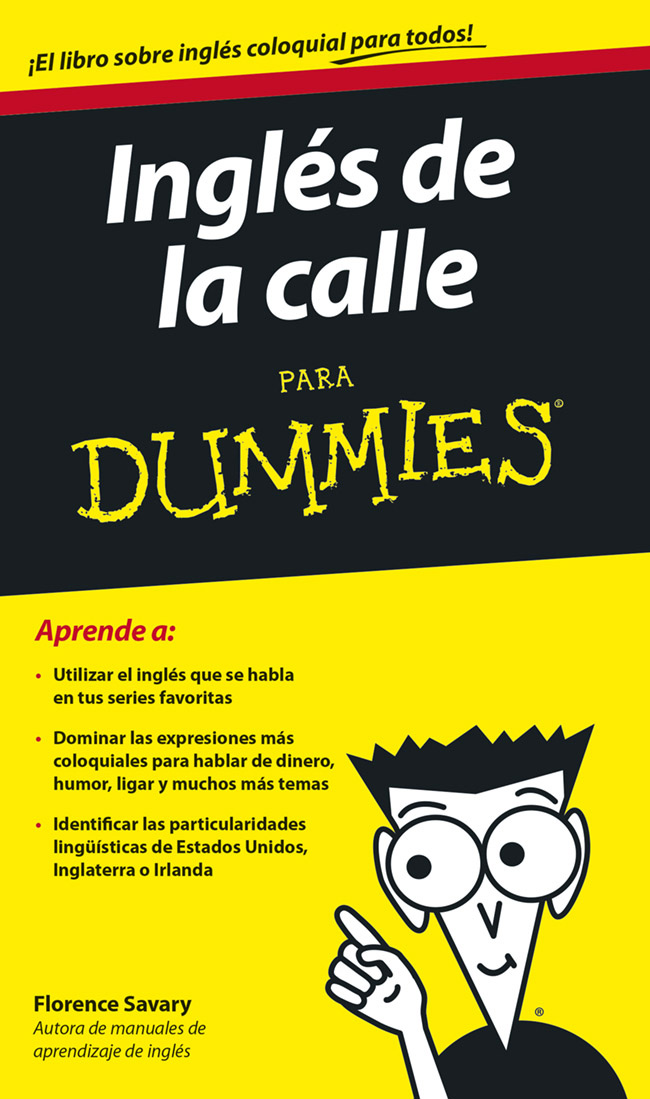 ¡El libro sobre inglés coloquial para todos!
Inglés de
la calle
PARA
DUMMIES®
Aprende a:
• Utilizar el inglés que se habla
en tus series favoritas
• Dominar las expresiones más
coloquiales para hablar de dinero,
humor, ligar y muchos más temas
• Identificar las particularidades
lingüísticas de Estados Unidos,
Inglaterra o Irlanda
Florence Savary
Autora de manuales de
aprendizaje de inglés
®